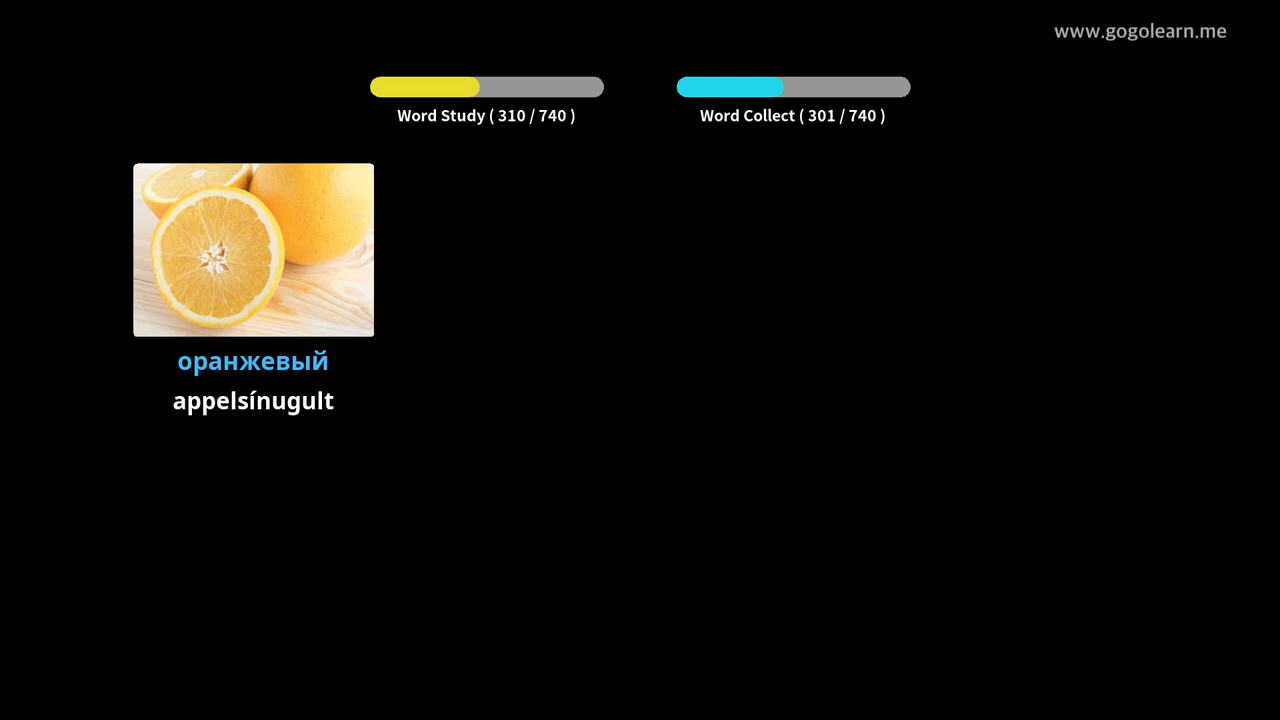 www.gogolearn.me
Word Study ( 310 / 740 )
Word Collect ( 301 / 740 )
оранжевый
appelsínugult